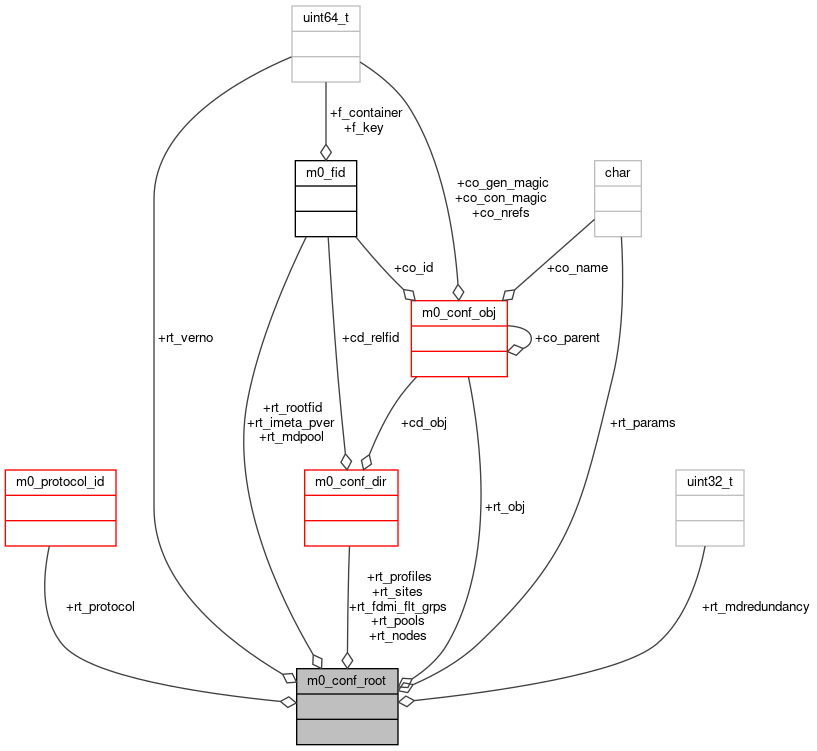 uint64_t
+f_container
+f_key
m0_fid
char
+co_gen_magic
+co_con_magic
+co_nrefs
+co_id
+co_name
m0_conf_obj
+rt_verno
+cd_relfid
+co_parent
+rt_rootfid
+rt_imeta_pver
+rt_mdpool
+cd_obj
+rt_params
m0_protocol_id
m0_conf_dir
uint32_t
+rt_obj
+rt_protocol
+rt_profiles
+rt_sites
+rt_fdmi_flt_grps
+rt_pools
+rt_nodes
+rt_mdredundancy
m0_conf_root